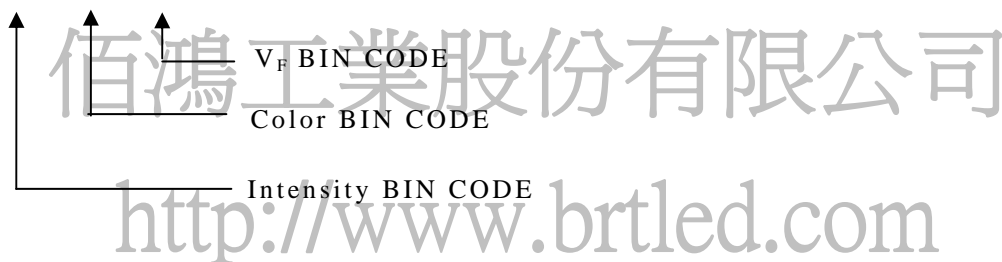 佰鴻工業股份有限公司
V_F BIN CODE
Color BIN CODE
Intensity BIN CODE
http://www.brtled.com